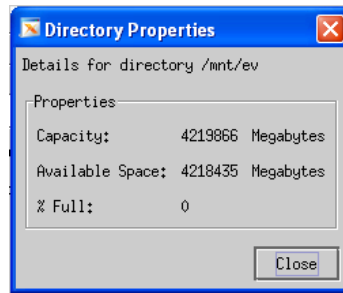 Directory Properties
Details for directory /mnt/ev
Properties
Capacity: 4219866 Megabytes
Available Space: 4218435 Megabytes
% Full: 0
Close